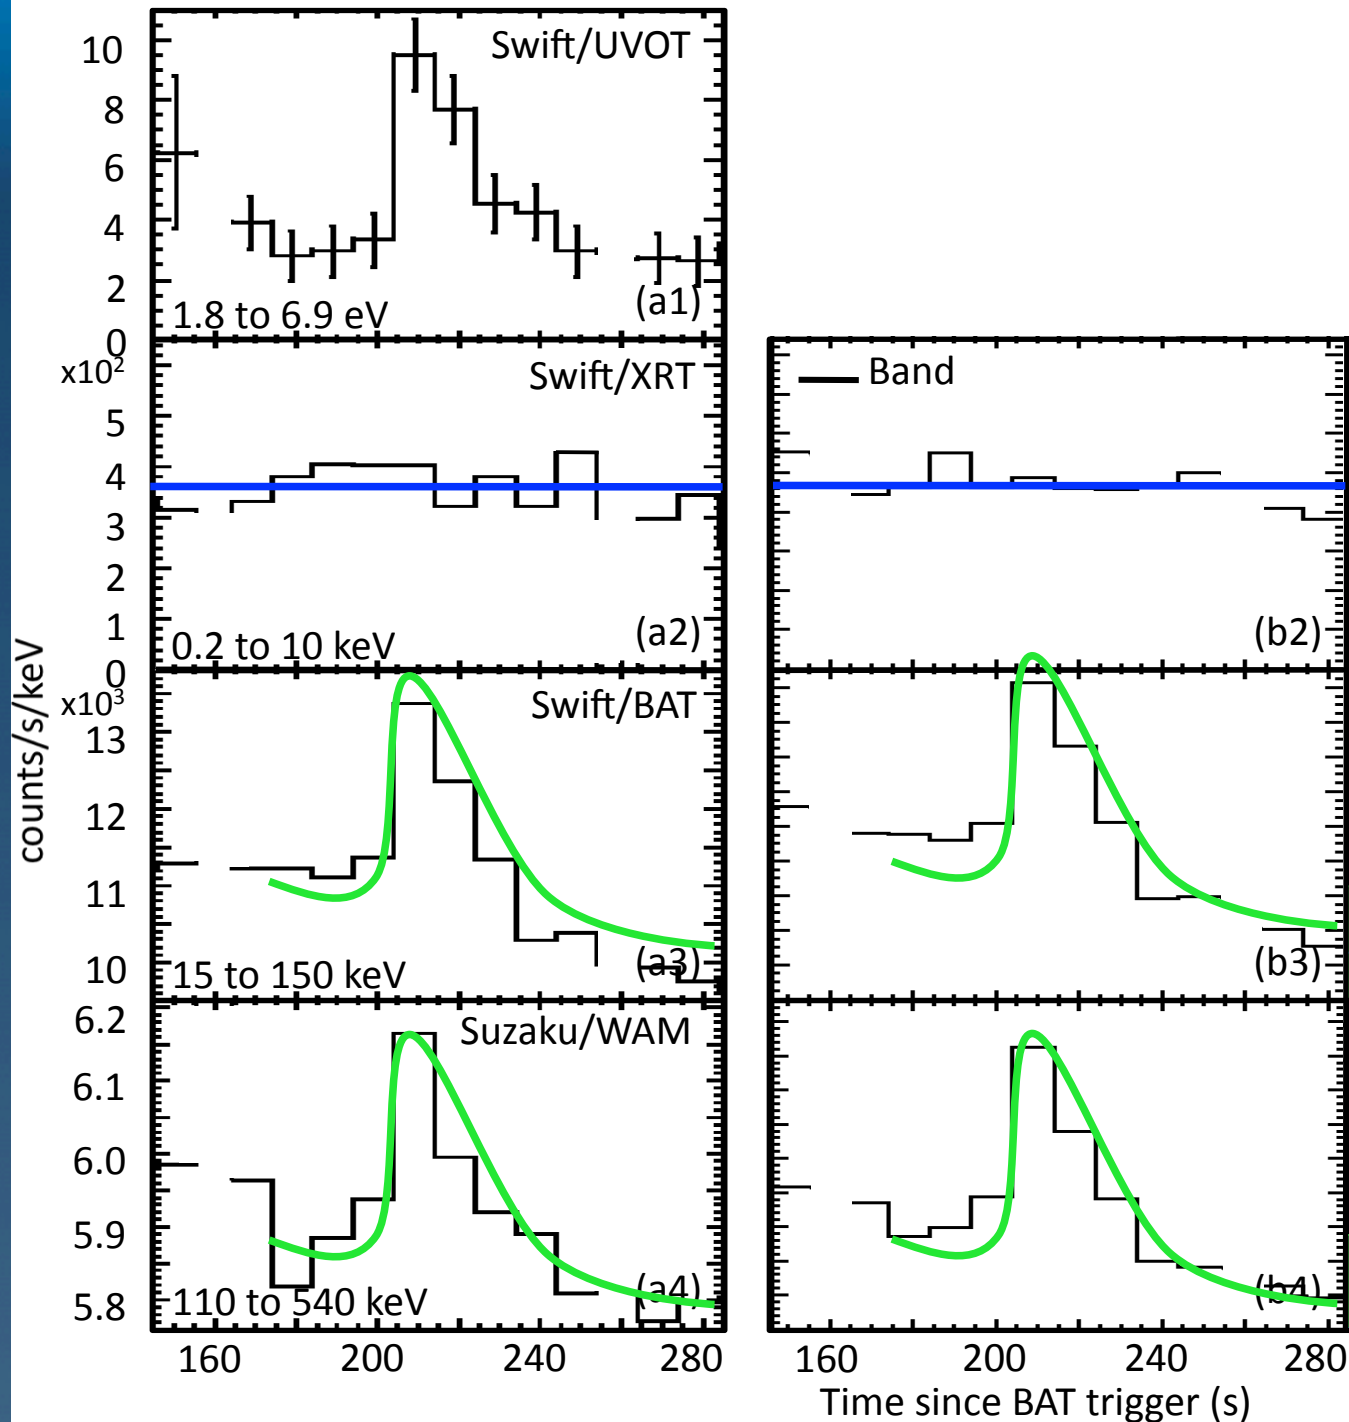 Swift/UVOT
10
8
6
4
2
0
1.8 to 6.9 eV
(a1)
x10²
Swift/XRT
5
4
3
2
1
0
0.2 to 10 keV
(a2)
Band
(b2)
counts/s/keV
x10³
Swift/BAT
13
12
11
10
15 to 150 keV
(a3)
(b3)
Suzaku/WAM
6.2
6.1
6.0
5.9
5.8
110 to 540 keV
(a4)
(b4)
160 200 240 280
160 200 240 280
Time since BAT trigger (s)